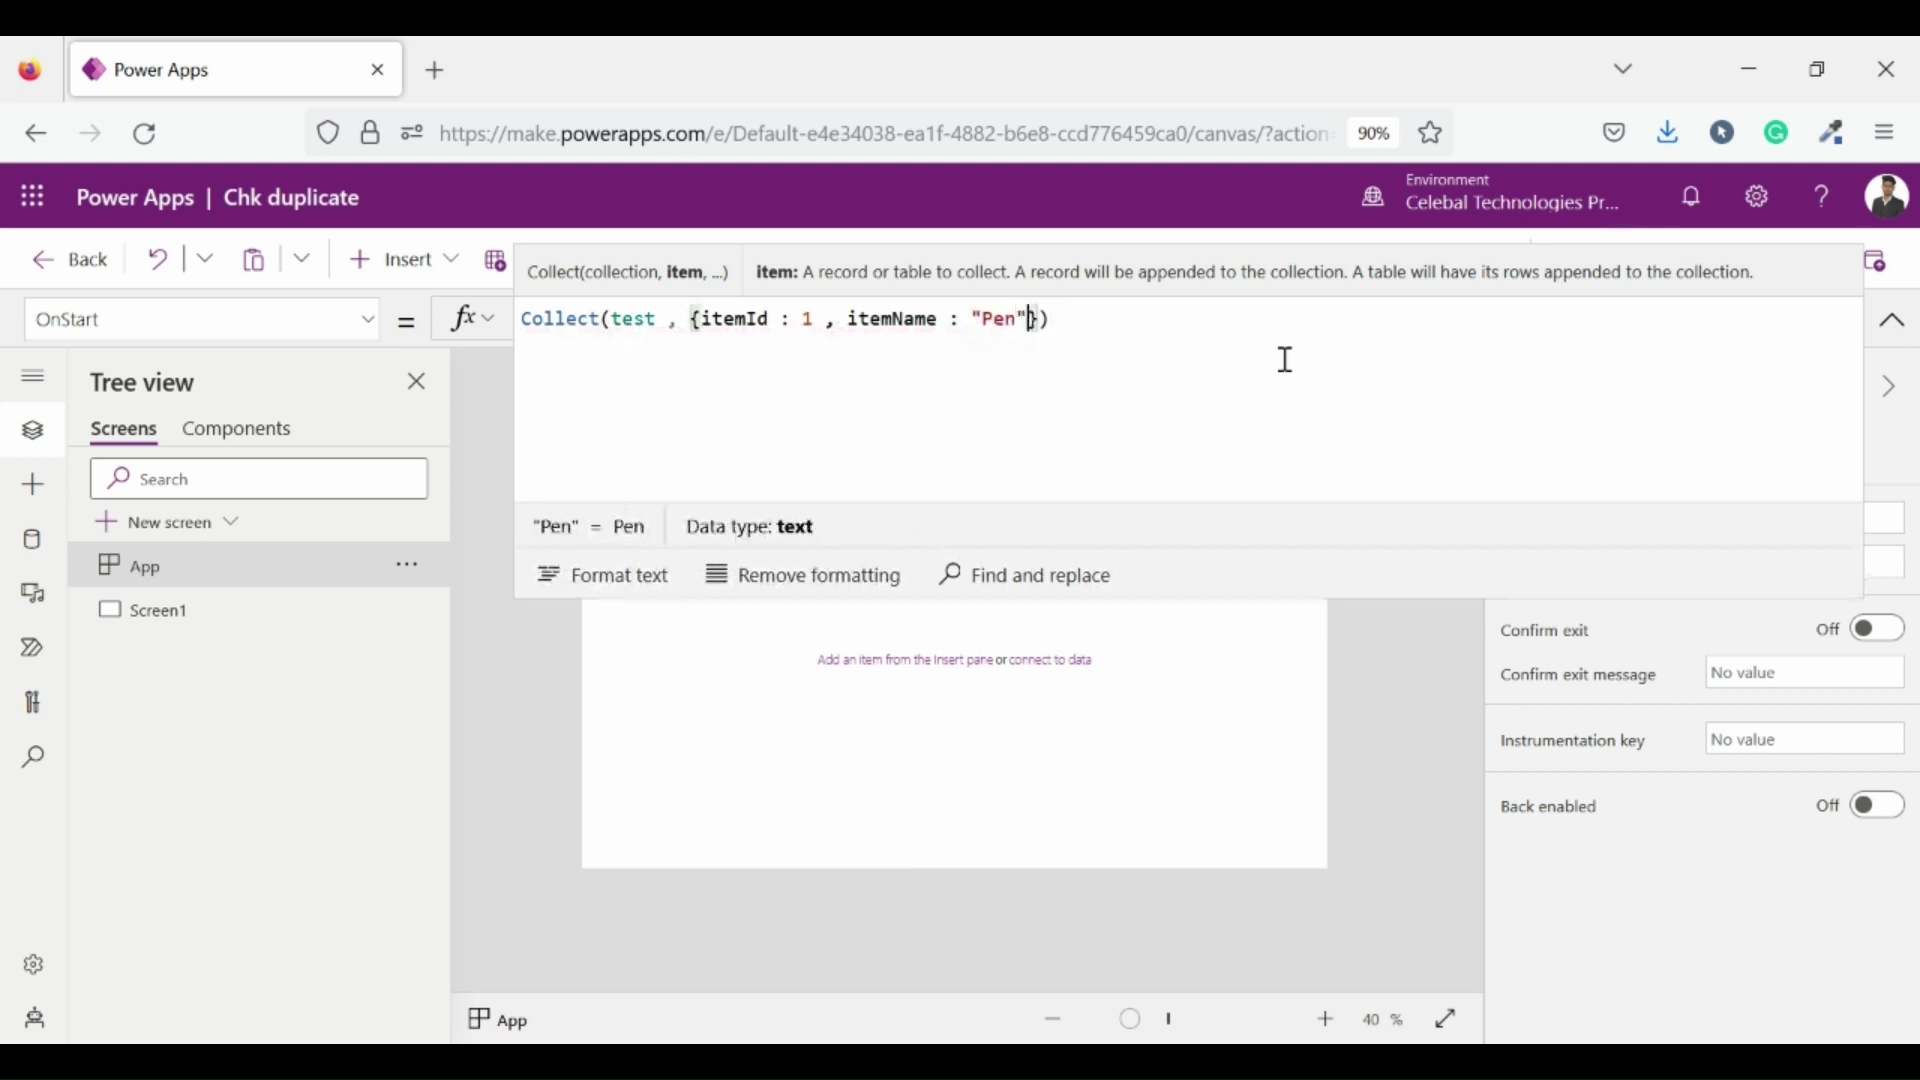 Power Apps
https://make.powerapps.com/e/Default-e4e34038-ea1f-4882-b6e8-ccd776459ca0/canvas/?action=
90%
Power Apps | Chk duplicate
Environment
Celebal Technologies Pr...
?
Back
Insert
Collect(collection, item, ...)
item: A record or table to collect. A record will be appended to the collection. A table will have its rows appended to the collection.
OnStart
=
fx
Collect(test , {itemId : 1 , itemName : "Pen"})
Tree view
Screens
Components
Search
New screen
App
...
Screen1
"Pen" = Pen
Data type: text
Format text
Remove formatting
Find and replace
Add an item from the Insert pane or connect to data
Confirm exit
Off
Confirm exit message
No value
Instrumentation key
No value
Back enabled
Off
App
40 %